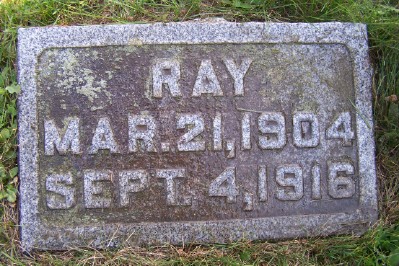 RAY
MAR. 21, 1904
SEPT. 4, 1916